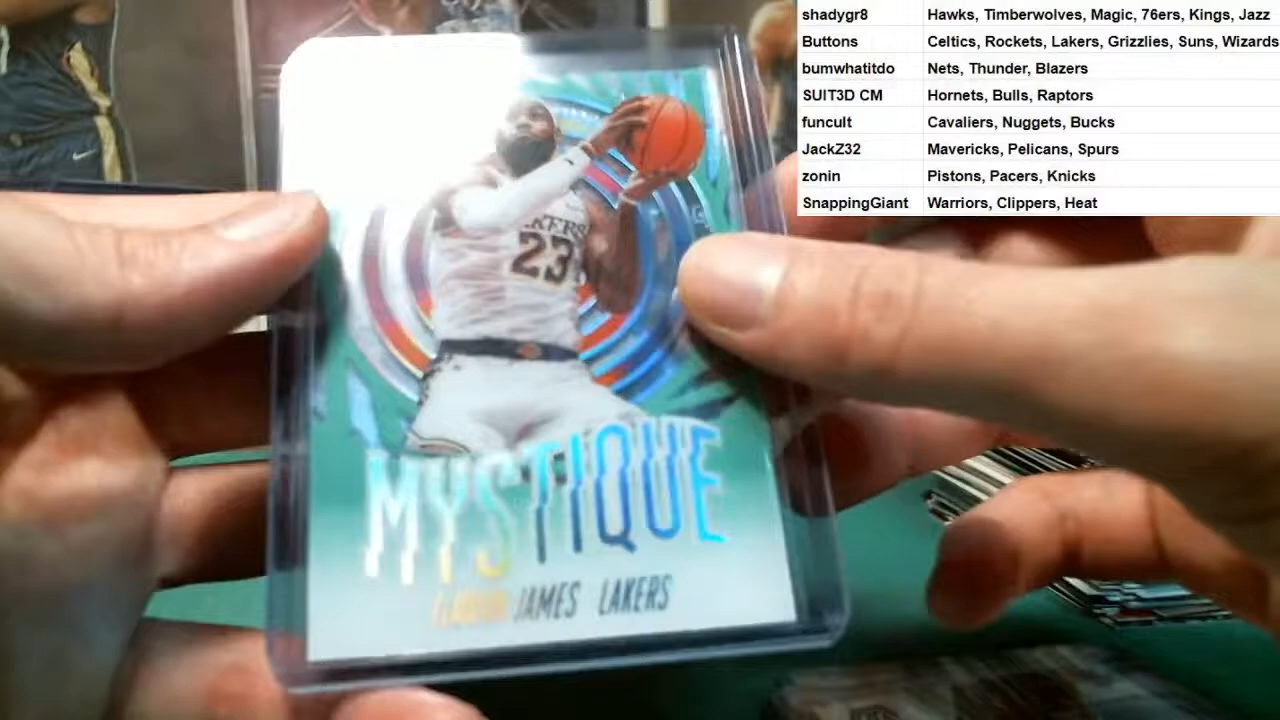 shadygr8 Hawks, Timberwolves, Magic, 76ers, Kings, Jazz
Buttons Celtics, Rockets, Lakers, Grizzlies, Suns, Wizards
bumwhatitdo Nets, Thunder, Blazers
SUIT3D CM Hornets, Bulls, Raptors
funcult Cavaliers, Nuggets, Bucks
JackZ32 Mavericks, Pelicans, Spurs
zonin Pistons, Pacers, Knicks
SnappingGiant Warriors, Clippers, Heat
23
MYSTIQUE
JAMES LAKERS